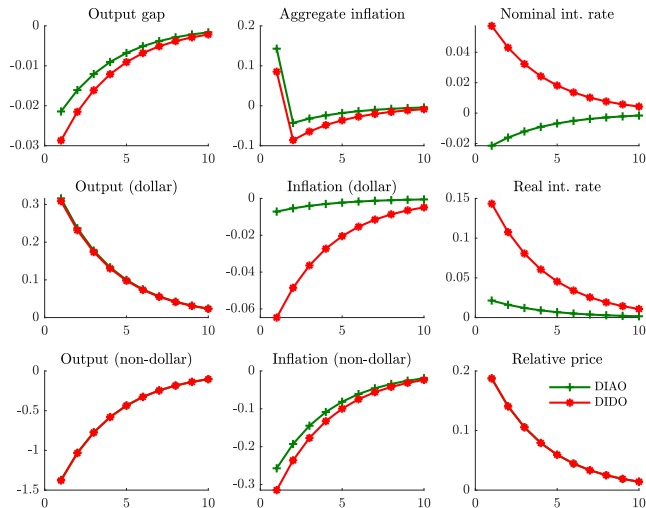 Output gap
Aggregate inflation
Nominal int. rate
0
-0.01
-0.02
-0.03
0 5 10
0.2
0.1
0
-0.1
0 5 10
0.04
0.02
0
-0.02
0 5 10
Output (dollar)
Inflation (dollar)
Real int. rate
0.3
0.2
0.1
0
0 5 10
0
-0.02
-0.04
-0.06
0 5 10
0.15
0.1
0.05
0
0 5 10
Output (non-dollar)
Inflation (non-dollar)
Relative price
0
-0.5
-1
-1.5
0 5 10
0
-0.1
-0.2
-0.3
0 5 10
0.2
0.1
0
0 5 10
DIAO
DIDO